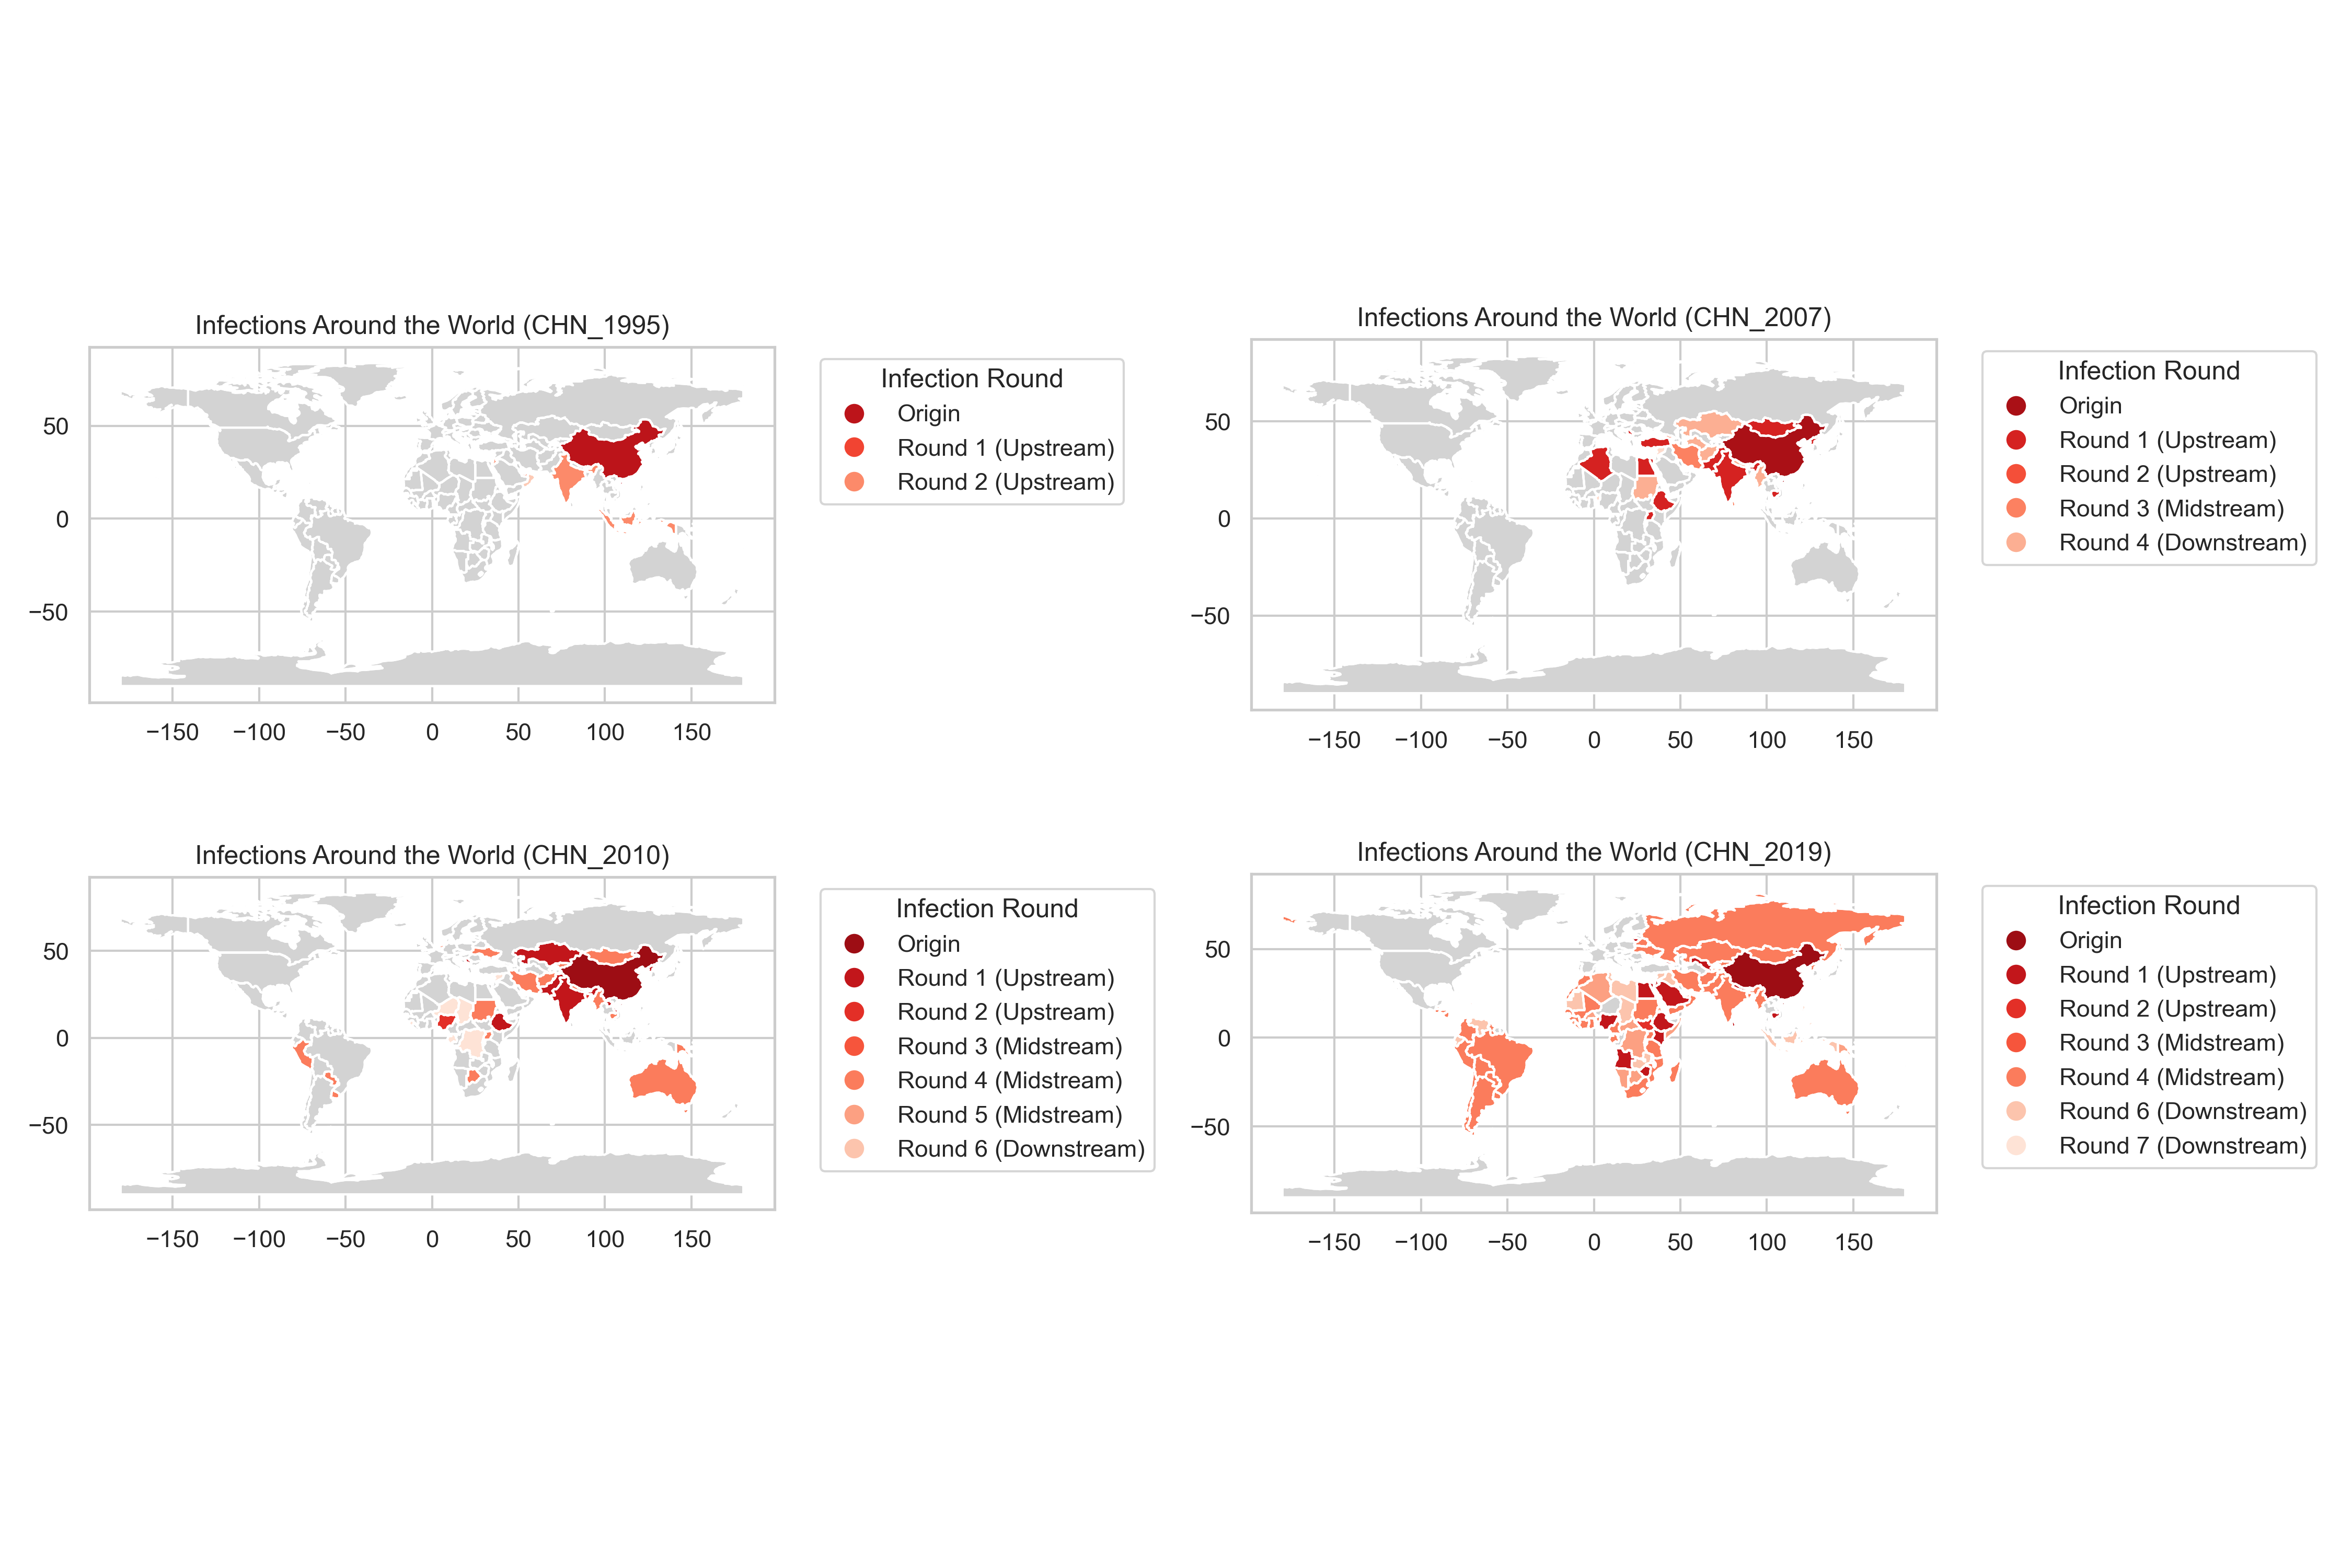 Infections Around the World (CHN_1995)
50
0
−50
−150 −100 −50 0 50 100 150
Infection Round
Origin
Round 1 (Upstream)
Round 2 (Upstream)
Infections Around the World (CHN_2007)
50
0
−50
−150 −100 −50 0 50 100 150
Infection Round
Origin
Round 1 (Upstream)
Round 2 (Upstream)
Round 3 (Midstream)
Round 4 (Downstream)
Infections Around the World (CHN_2010)
50
0
−50
−150 −100 −50 0 50 100 150
Infection Round
Origin
Round 1 (Upstream)
Round 2 (Upstream)
Round 3 (Midstream)
Round 4 (Midstream)
Round 5 (Midstream)
Round 6 (Downstream)
Infections Around the World (CHN_2019)
50
0
−50
−150 −100 −50 0 50 100 150
Infection Round
Origin
Round 1 (Upstream)
Round 2 (Upstream)
Round 3 (Midstream)
Round 4 (Midstream)
Round 6 (Downstream)
Round 7 (Downstream)